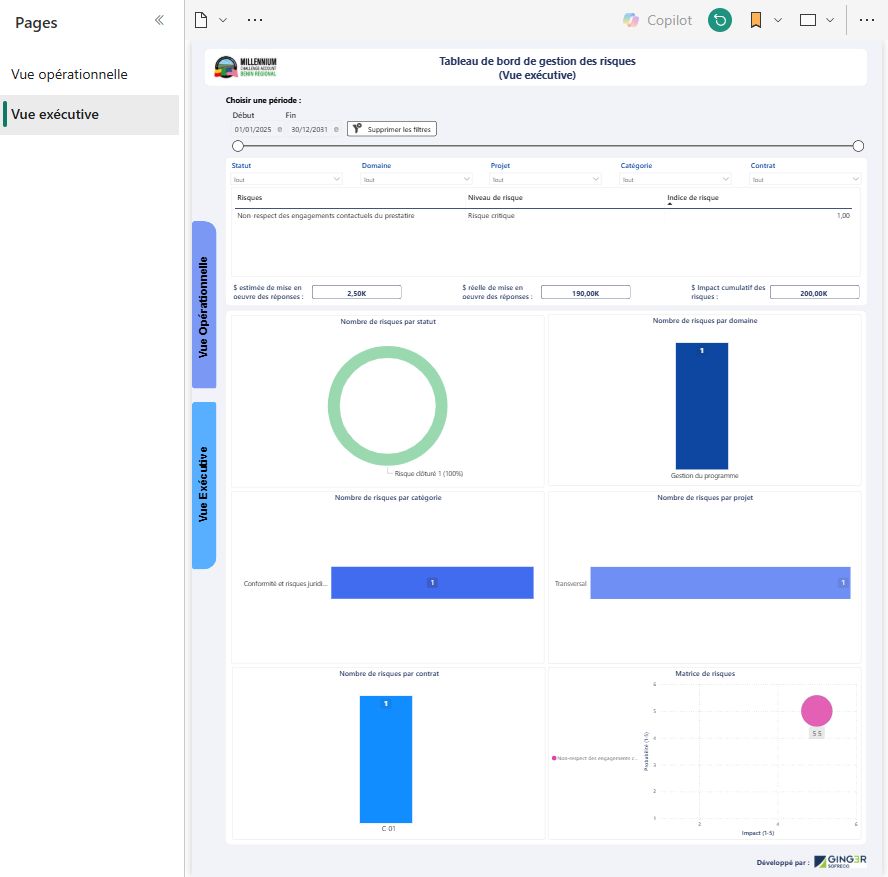 Pages
Copilot
Vue opérationnelle
Vue exécutive
MILLENNIUM
CHALLENGE ACCOUNT
BENIN REGIONAL
Tableau de bord de gestion des risques
(Vue exécutive)
Choisir une période :
Début
Fin
01/01/2025
30/12/2031
Supprimer les filtres
Statut
Domaine
Projet
Catégorie
Contrat
Tout
Tout
Tout
Tout
Tout
Risques
Niveau de risque
Indice de risque
Non-respect des engagements contactuels du prestatire
Risque critique
1,00
$ estimée de mise en
oeuvre des réponses :
2,50K
$ réelle de mise en
oeuvre des réponses :
190,00K
$ Impact cumulatif des
risques :
200,00K
Vue Opérationnelle
Vue Exécutive
Nombre de risques par statut
Risque clôturé 1 (100%)
Nombre de risques par domaine
1
Gestion du programme
Nombre de risques par catégorie
Conformité et risques juridi...
1
Nombre de risques par projet
Transversal
1
Nombre de risques par contrat
1
C-01
Matrice de risques
Non-respect des engagements c...
Probabilité (1-5)
6
5
4
3
2
1
5 5
2
4
6
Impact (1-5)
Développé par :
GINGER
SOFRECO